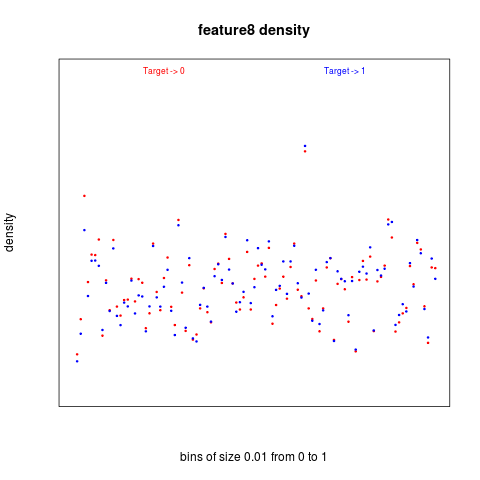 feature8 density
Target -> 0
Target -> 1
density
bins of size 0.01 from 0 to 1